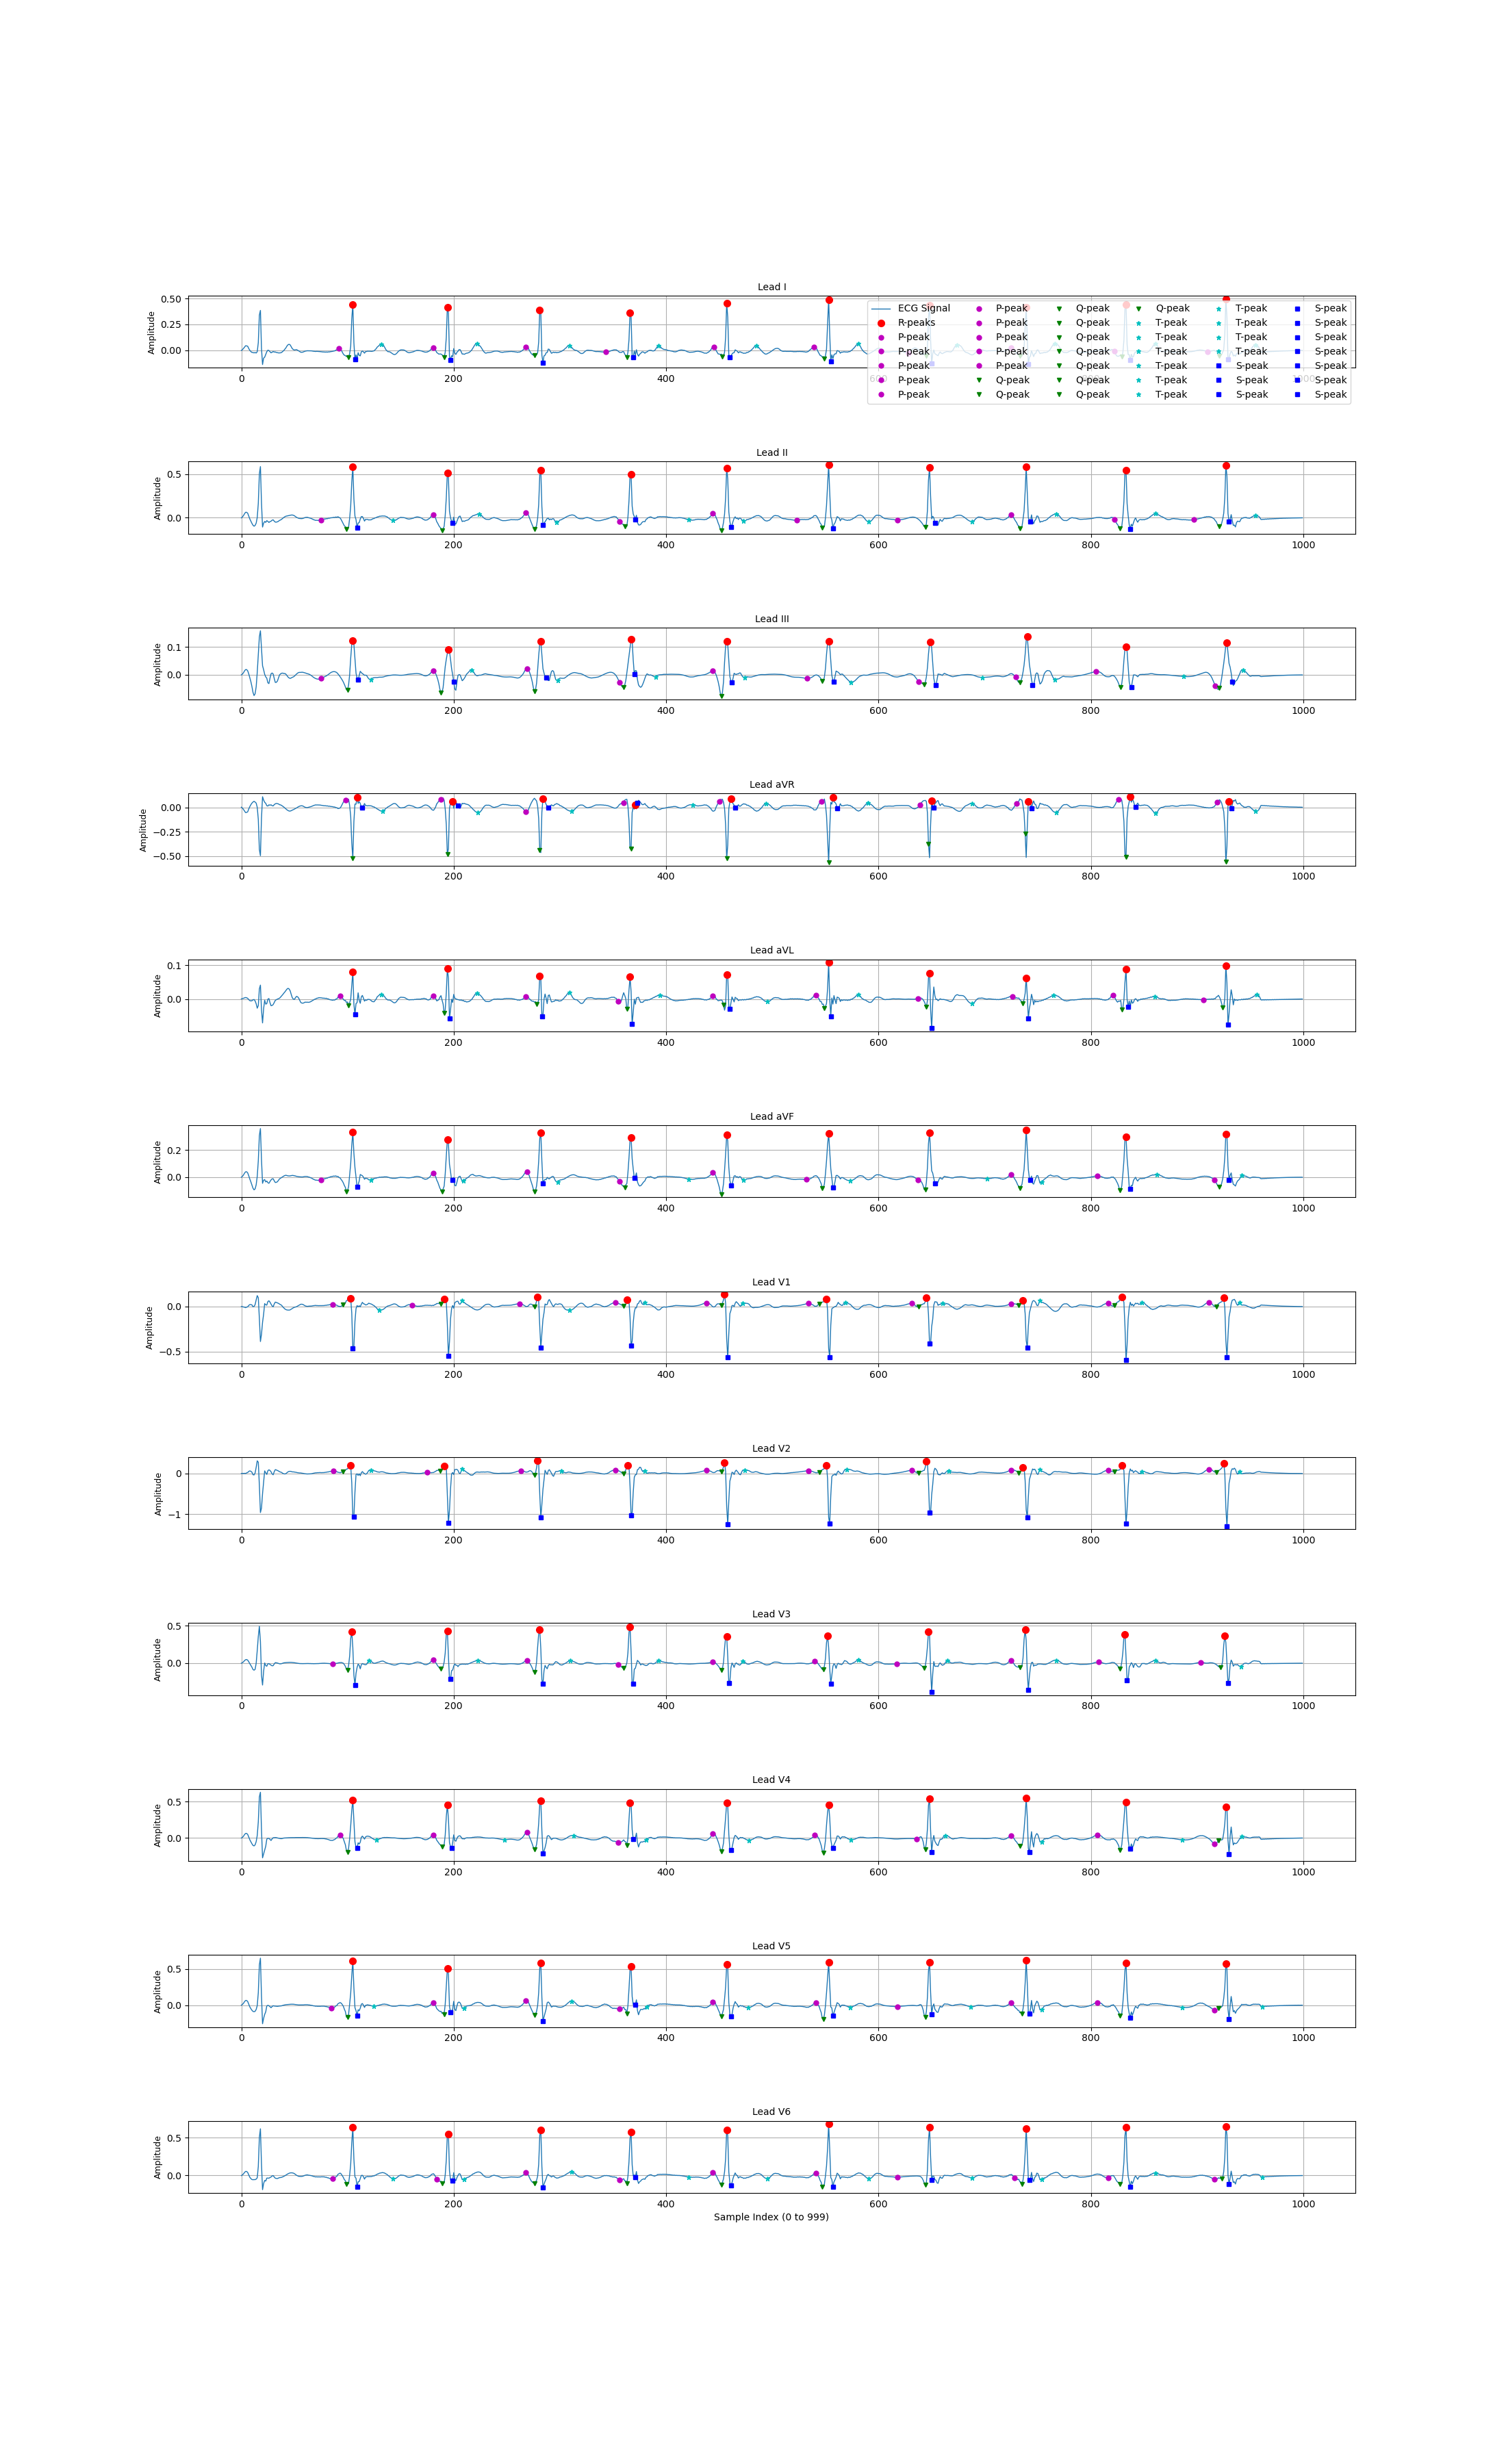 Lead I
Amplitude
0.50
0.25
0.00
0 200 400 600 800 1000
ECG Signal P-peak Q-peak Q-peak T-peak S-peak
R-peaks P-peak Q-peak T-peak T-peak S-peak
P-peak P-peak Q-peak T-peak T-peak S-peak
P-peak P-peak Q-peak T-peak T-peak S-peak
P-peak P-peak Q-peak T-peak S-peak S-peak
P-peak Q-peak Q-peak T-peak S-peak S-peak
P-peak Q-peak Q-peak T-peak S-peak S-peak
Lead II
Amplitude
0.5
0.0
0 200 400 600 800 1000
Lead III
Amplitude
0.1
0.0
0 200 400 600 800 1000
Lead aVR
Amplitude
0.00
−0.25
−0.50
0 200 400 600 800 1000
Lead aVL
Amplitude
0.1
0.0
0 200 400 600 800 1000
Lead aVF
Amplitude
0.2
0.0
0 200 400 600 800 1000
Lead V1
Amplitude
0.0
−0.5
0 200 400 600 800 1000
Lead V2
Amplitude
0
−1
0 200 400 600 800 1000
Lead V3
Amplitude
0.5
0.0
0 200 400 600 800 1000
Lead V4
Amplitude
0.5
0.0
0 200 400 600 800 1000
Lead V5
Amplitude
0.5
0.0
0 200 400 600 800 1000
Lead V6
Amplitude
0.5
0.0
0 200 400 600 800 1000
Sample Index (0 to 999)